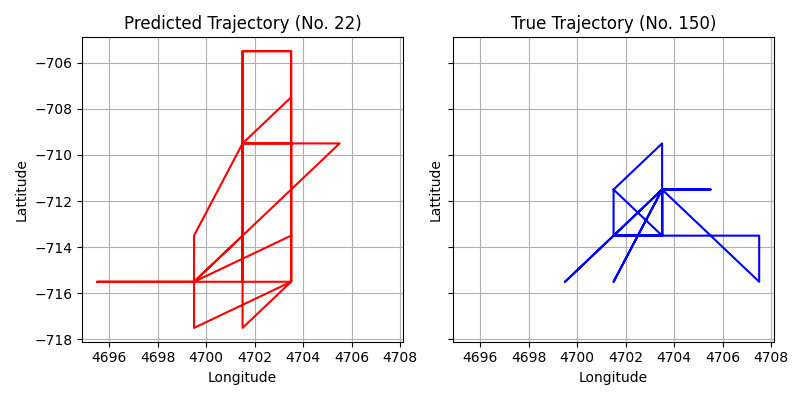 Predicted Trajectory (No. 22)
True Trajectory (No. 150)
Lattitude
−706
−708
−710
−712
−714
−716
−718
4696 4698 4700 4702 4704 4706 4708
Longitude
Lattitude
4696 4698 4700 4702 4704 4706 4708
Longitude